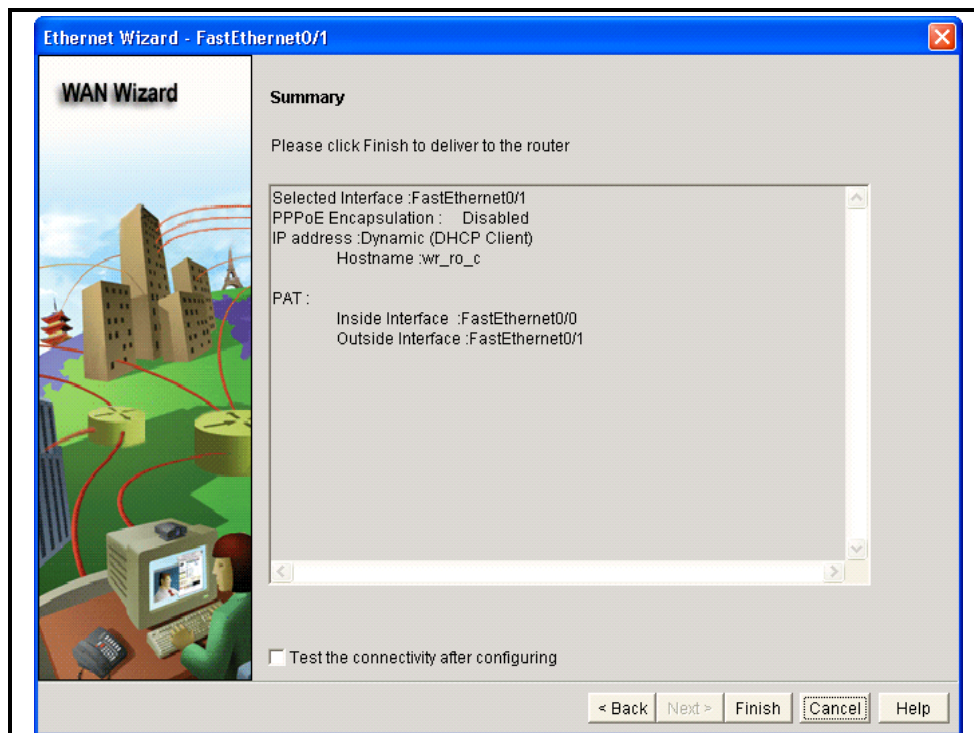 Ethernet Wizard - FastEthernet0/1
WAN Wizard
Summary
Please click Finish to deliver to the router
Selected Interface :FastEthernet0/1
PPPoE Encapsulation : Disabled
IP address :Dynamic (DHCP Client)
Hostname :wr_ro_c
PAT :
Inside Interface :FastEthernet0/0
Outside Interface :FastEthernet0/1
Test the connectivity after configuring
< Back Next > Finish Cancel Help